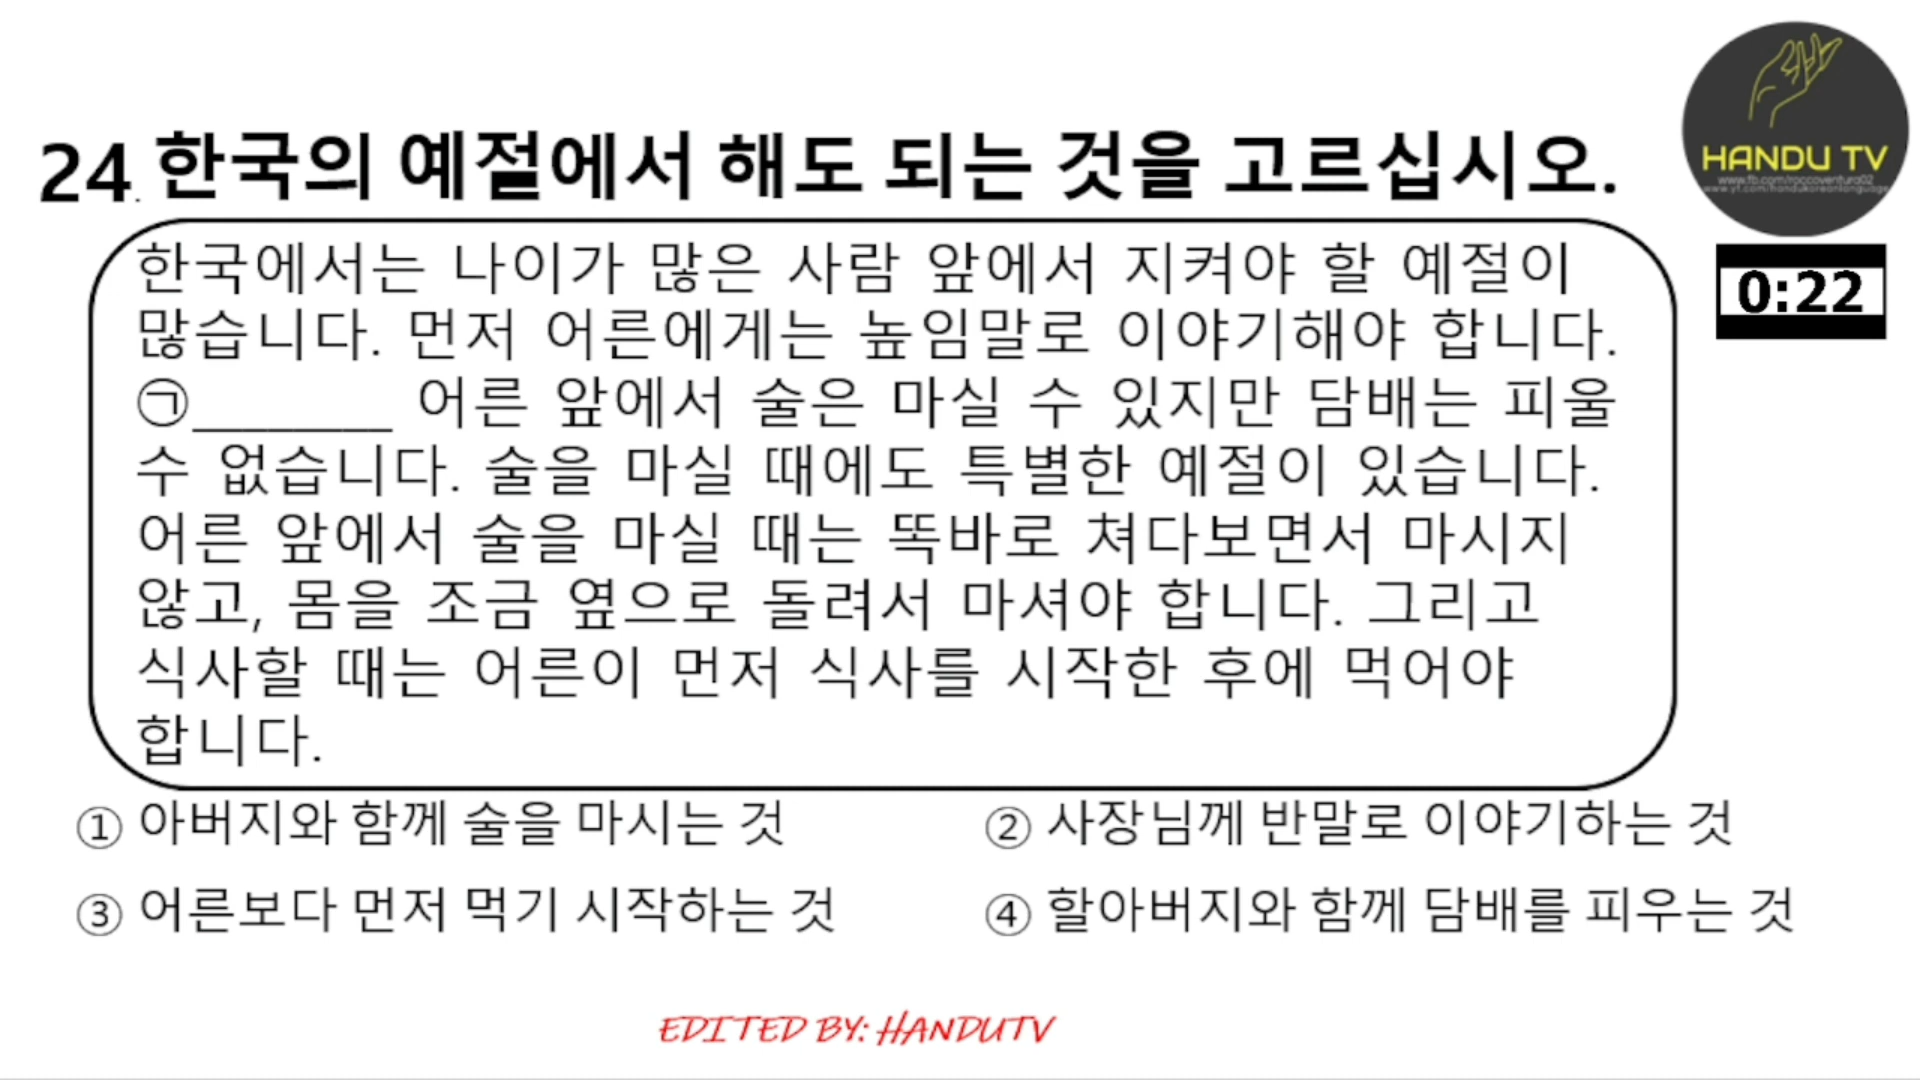 24. 한국의 예절에서 해도 되는 것을 고르십시오.
HANDU TV
www.fb.com/roccoventura02
www.yt.com/handukoreanlanguage
0:22
한국에서는 나이가 많은 사람 앞에서 지켜야 할 예절이
많습니다. 먼저 어른에게는 높임말로 이야기해야 합니다.
㉠________ 어른 앞에서 술은 마실 수 있지만 담배는 피울
수 없습니다. 술을 마실 때에도 특별한 예절이 있습니다.
어른 앞에서 술을 마실 때는 똑바로 쳐다보면서 마시지
않고, 몸을 조금 옆으로 돌려서 마셔야 합니다. 그리고
식사할 때는 어른이 먼저 식사를 시작한 후에 먹어야
합니다.
① 아버지와 함께 술을 마시는 것
② 사장님께 반말로 이야기하는 것
③ 어른보다 먼저 먹기 시작하는 것
④ 할아버지와 함께 담배를 피우는 것
EDITED BY: HANDUTV